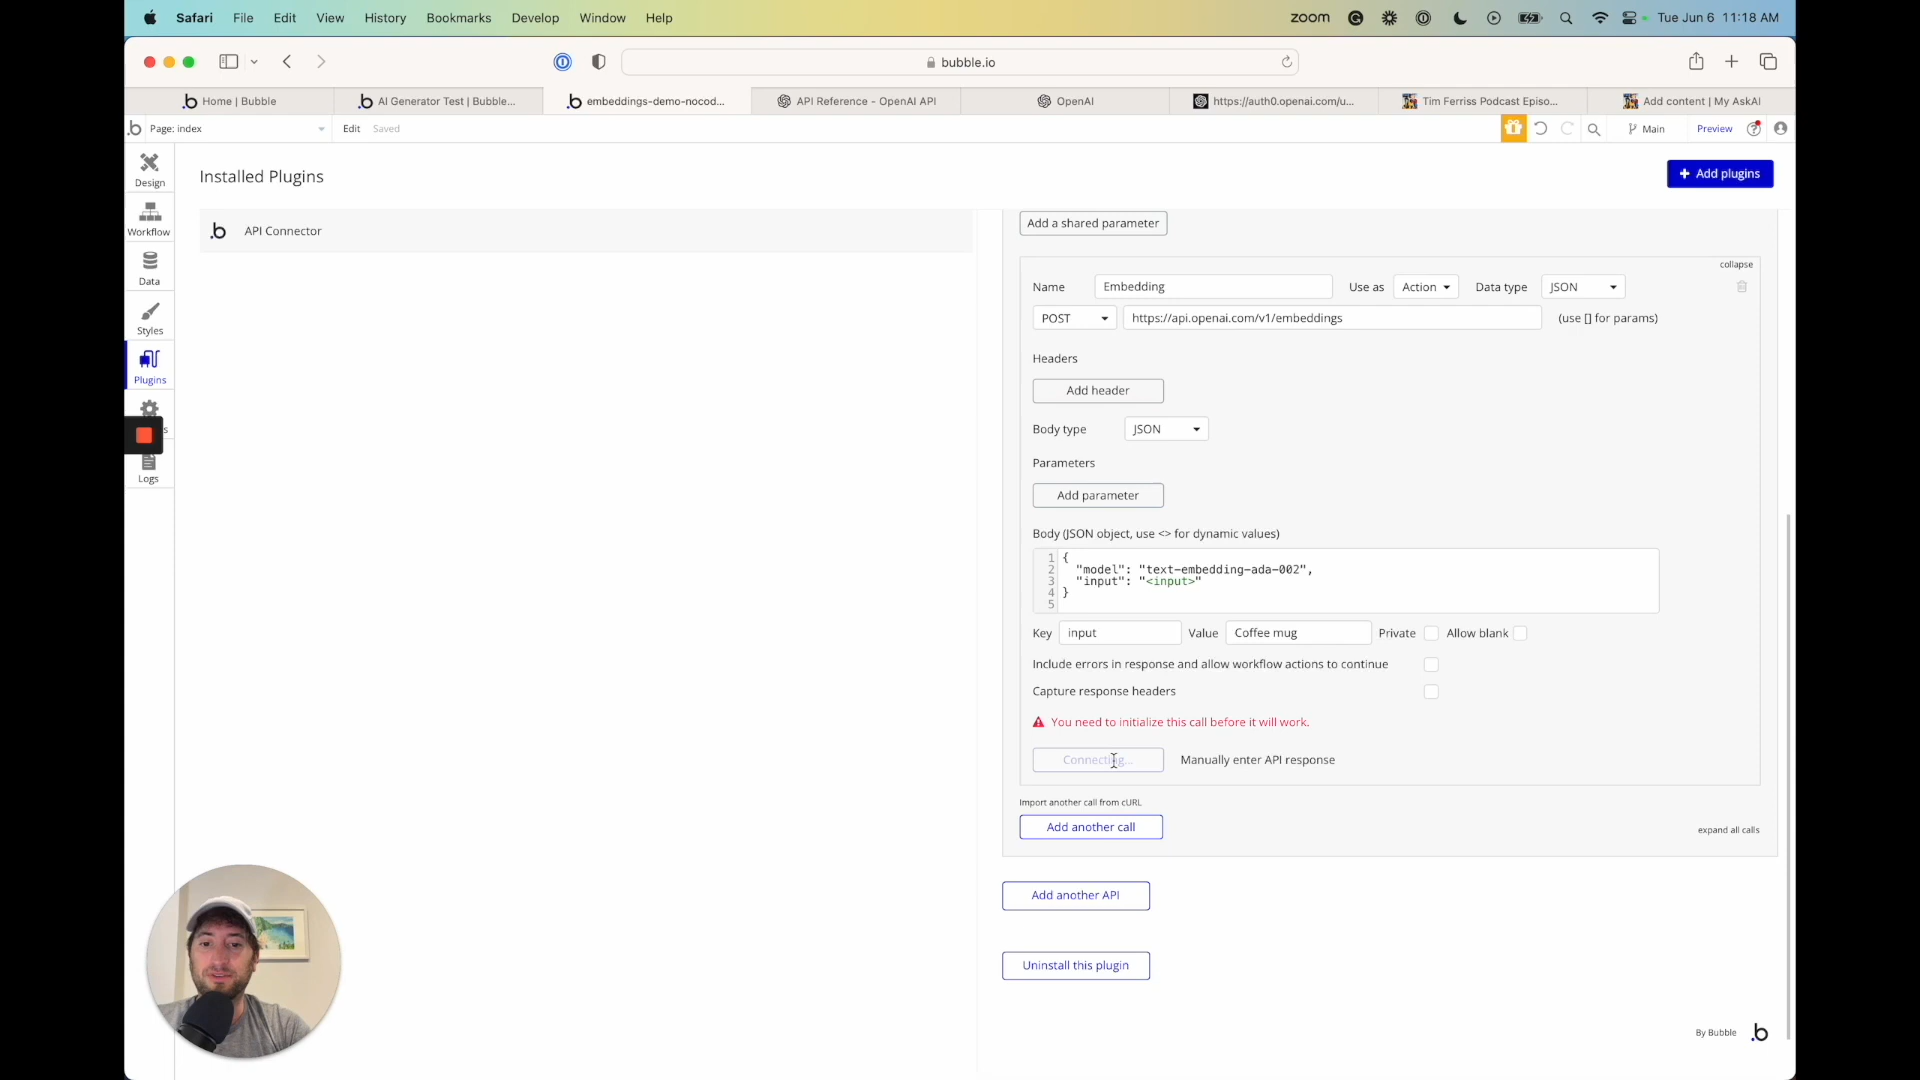 Safari File Edit View History Bookmarks Develop Window Help zoom Tue Jun 6 11:18 AM
bubble.io
Home | Bubble AI Generator Test | Bubble... embeddings-demo-nocod... API Reference - OpenAI API OpenAI https://auth0.openai.com/u... Tim Ferriss Podcast Episo... Add content | My AskAI
Page: index Edit Saved Main Preview
Design
Workflow
Data
Styles
Plugins
Logs
Installed Plugins
+ Add plugins
API Connector
Add a shared parameter
collapse
Name Embedding Use as Action Data type JSON
POST https://api.openai.com/v1/embeddings (use [] for params)
Headers
Add header
Body type JSON
Parameters
Add parameter
Body (JSON object, use <> for dynamic values)
1 {
2 "model": "text-embedding-ada-002",
3 "input": "<input>"
4 }
5
Key input Value Coffee mug Private Allow blank
Include errors in response and allow workflow actions to continue
Capture response headers
You need to initialize this call before it will work.
Connecting... Manually enter API response
Import another call from cURL
Add another call
expand all calls
Add another API
Uninstall this plugin
By Bubble